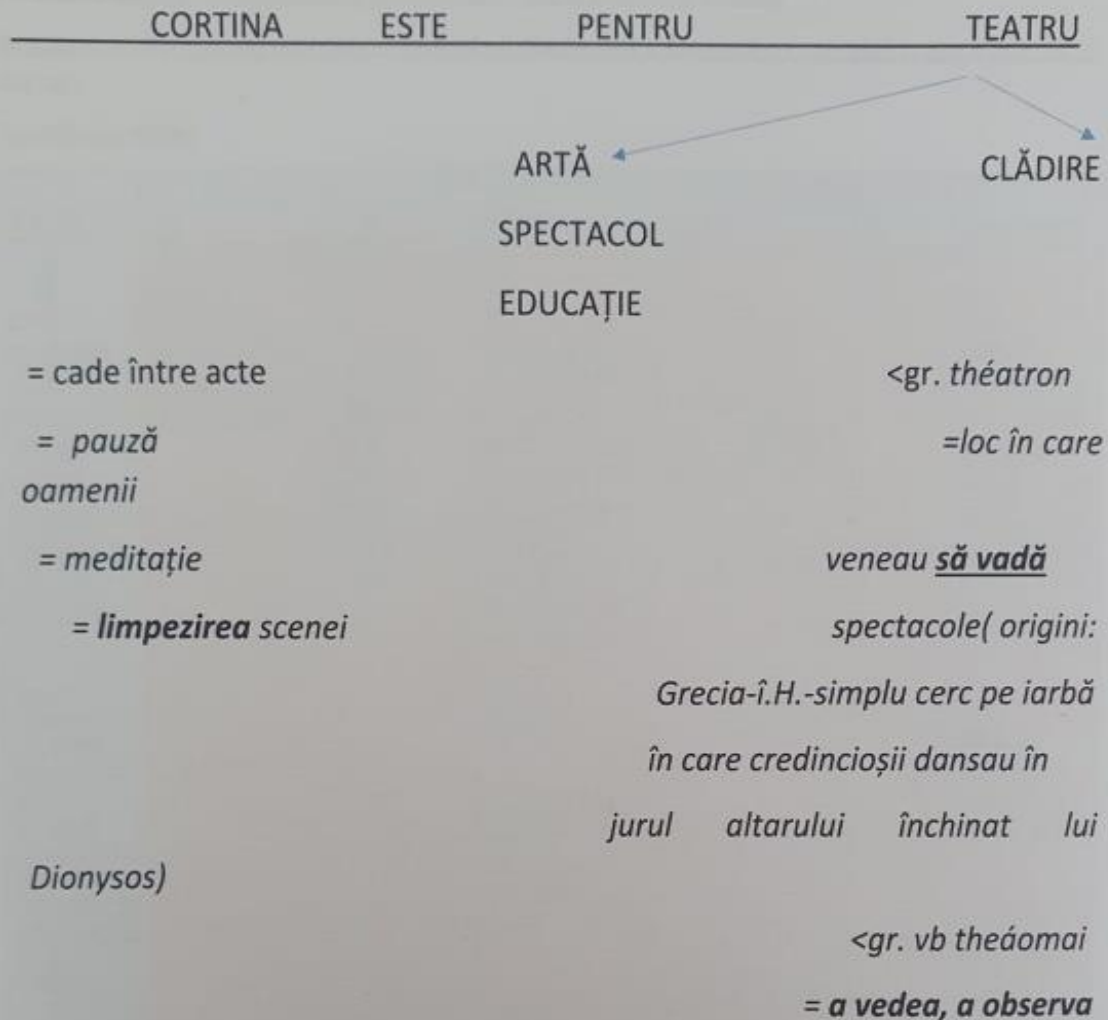 CORTINA ESTE PENTRU TEATRU
ARTĂ CLĂDIRE
SPECTACOL
EDUCAȚIE
= cade între acte <gr. théatron
= pauză =loc în care
oamenii
= meditație veneau să vadă
= limpezirea scenei spectacole( origini:
Grecia-î.H.-simplu cerc pe iarbă
în care credincioșii dansau în
jurul altarului închinat lui
Dionysos)
<gr. vb theáomai
= a vedea, a observa